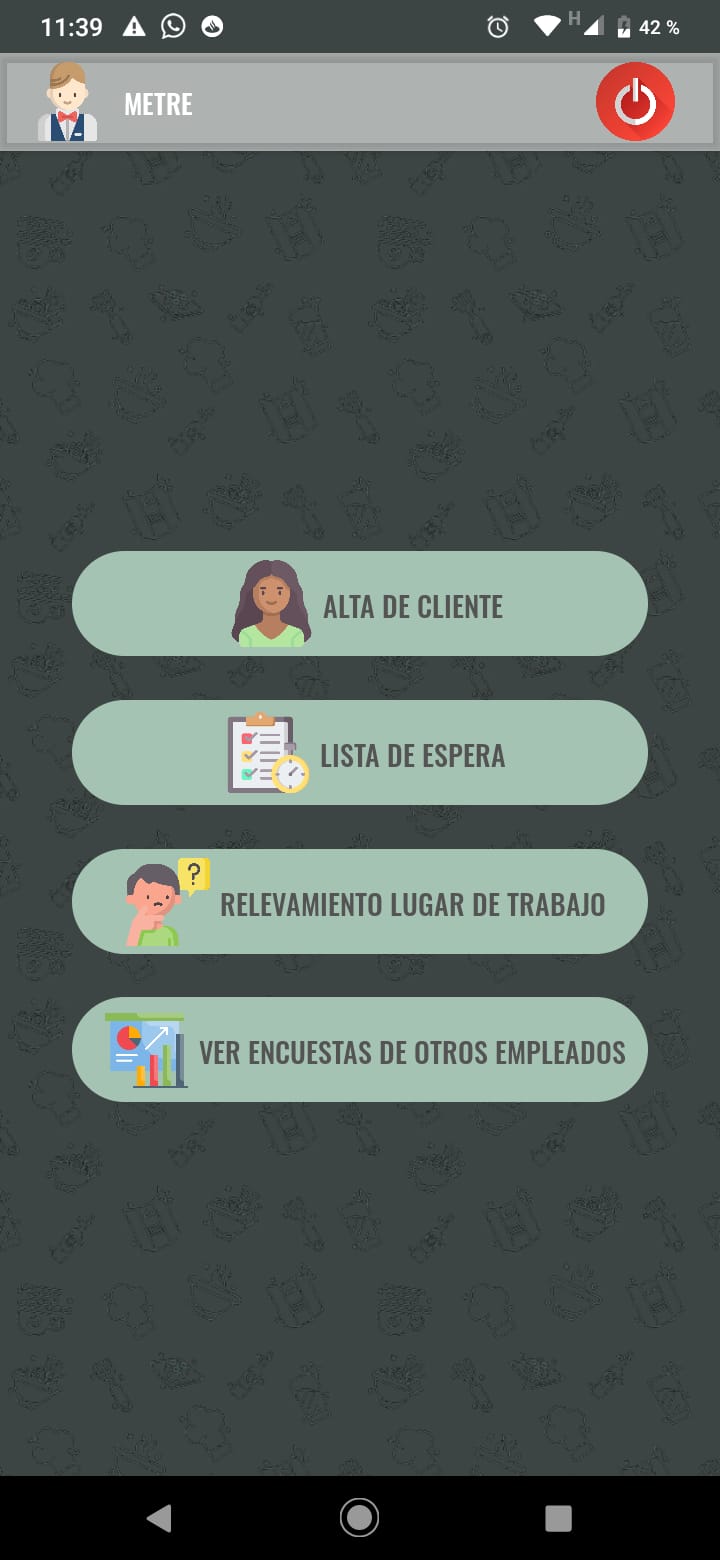 11:39
H
42 %
METRE
ALTA DE CLIENTE
LISTA DE ESPERA
?
RELEVAMIENTO LUGAR DE TRABAJO
VER ENCUESTAS DE OTROS EMPLEADOS